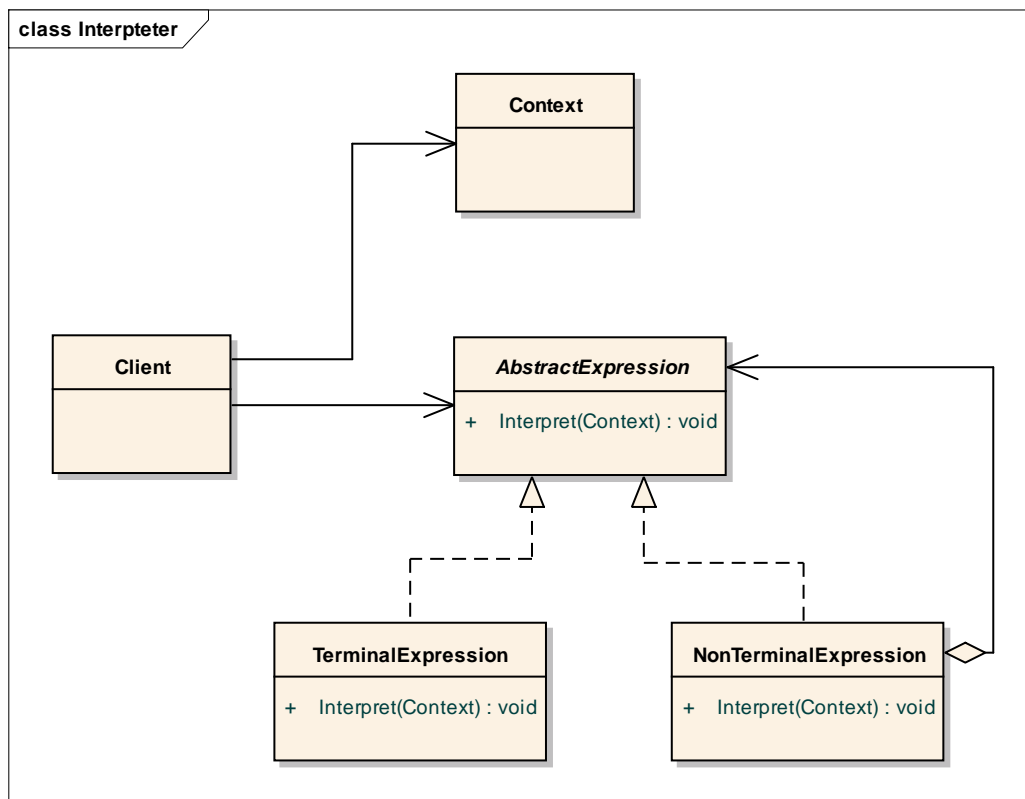 class Interpteter
Context
Client
AbstractExpression
+ Interpret(Context) : void
TerminalExpression
+ Interpret(Context) : void
NonTerminalExpression
+ Interpret(Context) : void